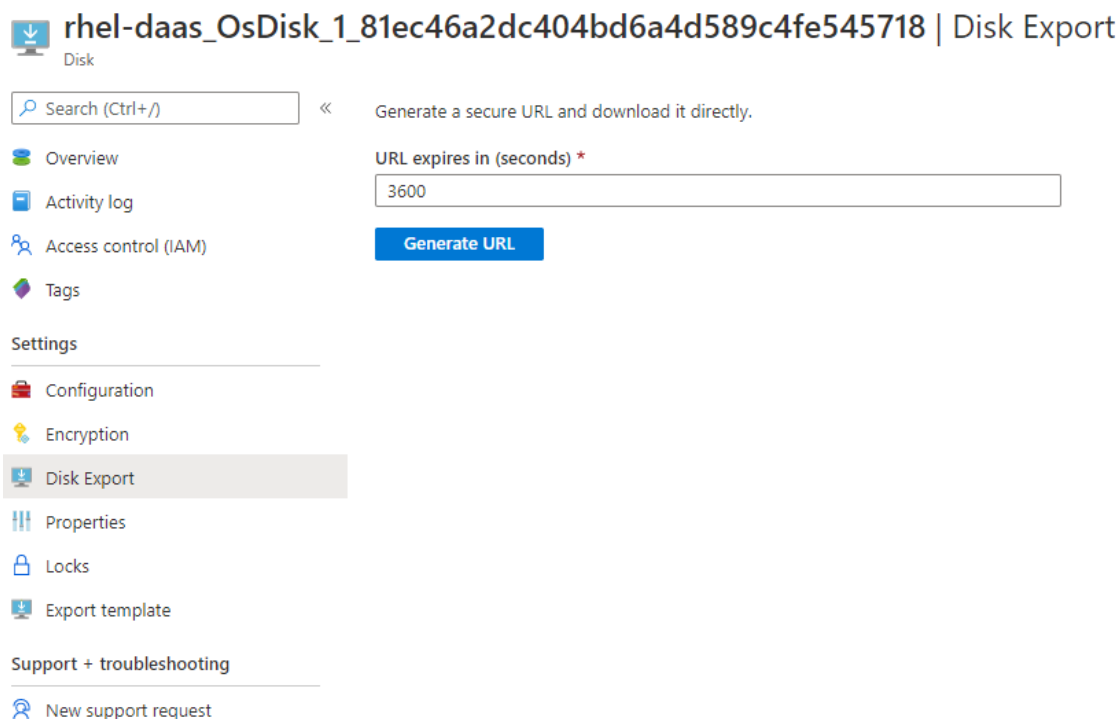 rhel-daas_OsDisk_1_81ec46a2dc404bd6a4d589c4fe545718 | Disk Export
Disk
Search (Ctrl+/)
«
Overview
Activity log
Access control (IAM)
Tags
Settings
Configuration
Encryption
Disk Export
Properties
Locks
Export template
Support + troubleshooting
New support request
Generate a secure URL and download it directly.
URL expires in (seconds) *
3600
Generate URL